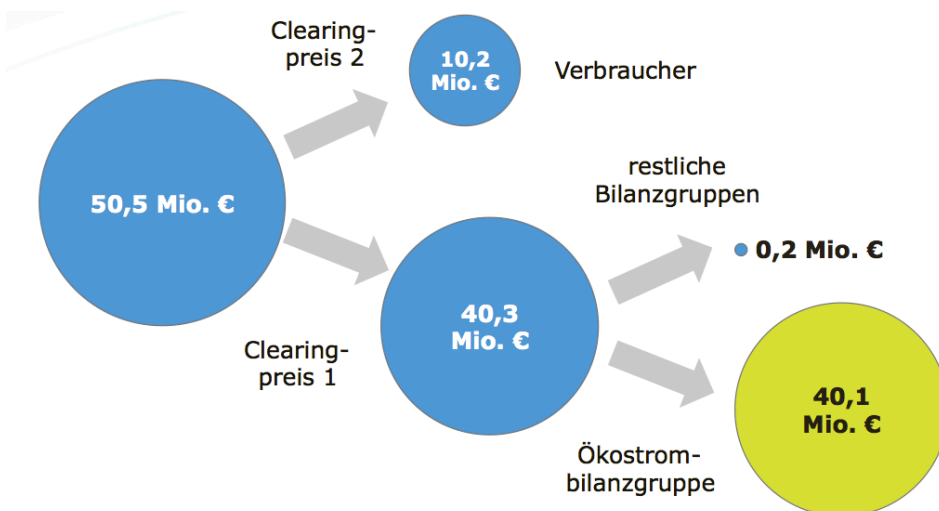 Clearing-
preis 2
10,2
Mio. €
Verbraucher
50,5 Mio. €
restliche
Bilanzgruppen
0,2 Mio. €
40,3
Mio. €
Clearing-
preis 1
40,1
Mio. €
Ökostrom-
bilanzgruppe